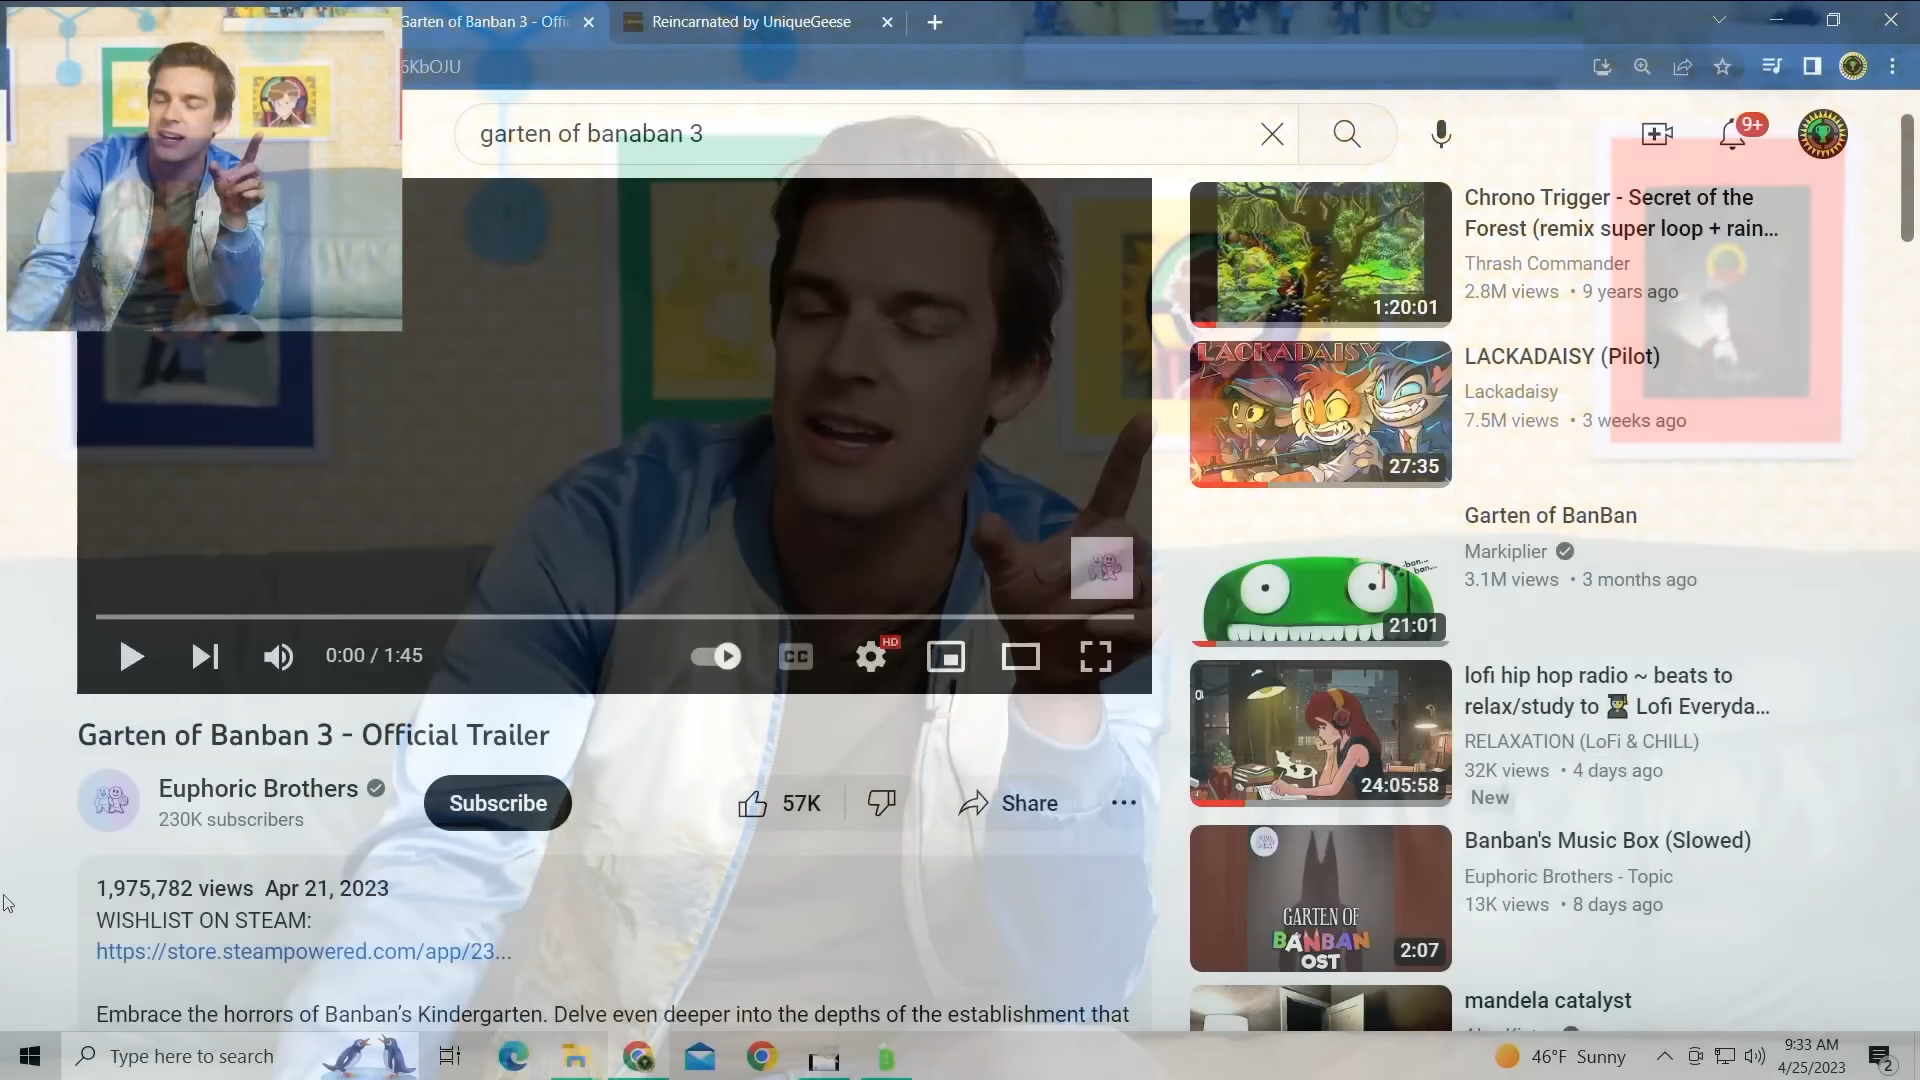 Garten of Banban 3 - Offi
Reincarnated by UniqueGeese
6KbOJU
garten of banaban 3
9+
Chrono Trigger - Secret of the
Forest (remix super loop + rain...
Thrash Commander
2.8M views • 9 years ago
1:20:01
LACKADAISY
LACKADAISY (Pilot)
Lackadaisy
7.5M views • 3 weeks ago
27:35
Garten of BanBan
Markiplier
3.1M views • 3 months ago
-ban...
ban...
21:01
HD
CC
0:00 / 1:45
lofi hip hop radio ~ beats to
relax/study to 👨‍🎓 Lofi Everyda...
RELAXATION (LoFi & CHILL)
32K views • 4 days ago
New
24:05:58
Garten of Banban 3 - Official Trailer
Euphoric Brothers
230K subscribers
Subscribe
57K
Share
Banban's Music Box (Slowed)
Euphoric Brothers - Topic
13K views • 8 days ago
GARTEN OF
BANBAN
OST
2:07
1,975,782 views Apr 21, 2023
WISHLIST ON STEAM:
https://store.steampowered.com/app/23...
Embrace the horrors of Banban’s Kindergarten. Delve even deeper into the depths of the establishment that
mandela catalyst
Type here to search
46°F Sunny
9:33 AM
4/25/2023
2